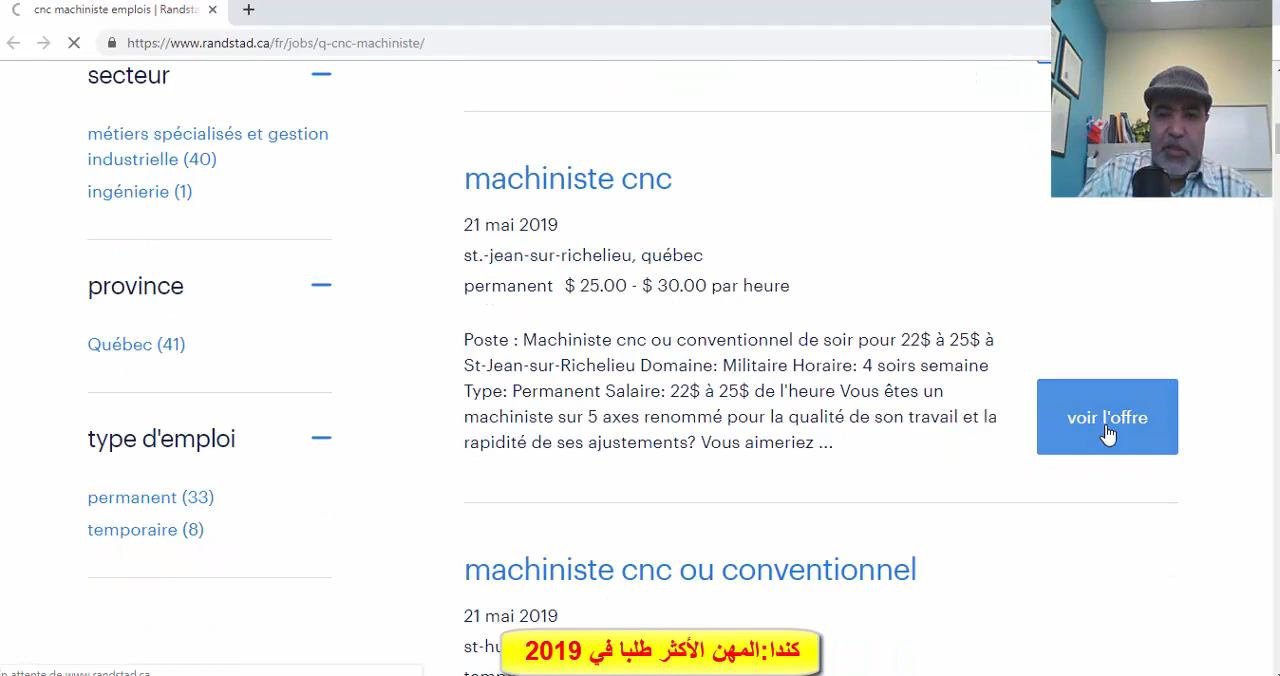 cnc machiniste emplois | Randsta
https://www.randstad.ca/fr/jobs/q-cnc-machiniste/
secteur
métiers spécialisés et gestion
industrielle (40)
ingénierie (1)
province
Québec (41)
type d'emploi
permanent (33)
temporaire (8)
machiniste cnc
21 mai 2019
st.-jean-sur-richelieu, québec
permanent $ 25.00 - $ 30.00 par heure
Poste : Machiniste cnc ou conventionnel de soir pour 22$ à 25$ à
St-Jean-sur-Richelieu Domaine: Militaire Horaire: 4 soirs semaine
Type: Permanent Salaire: 22$ à 25$ de l'heure Vous êtes un
machiniste sur 5 axes renommé pour la qualité de son travail et la
rapidité de ses ajustements? Vous aimeriez ...
voir l'offre
machiniste cnc ou conventionnel
21 mai 2019
st-hu
كندا:المهن الأكثر طلبا في 2019